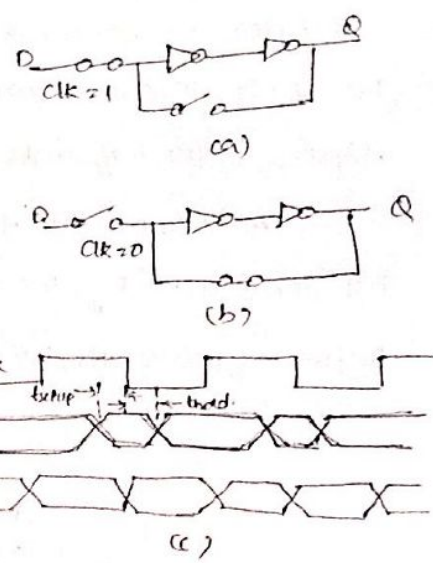 D Q
Clk = 1
(a)
D Q
Clk = 0
(b)
tsetup thold
(c)